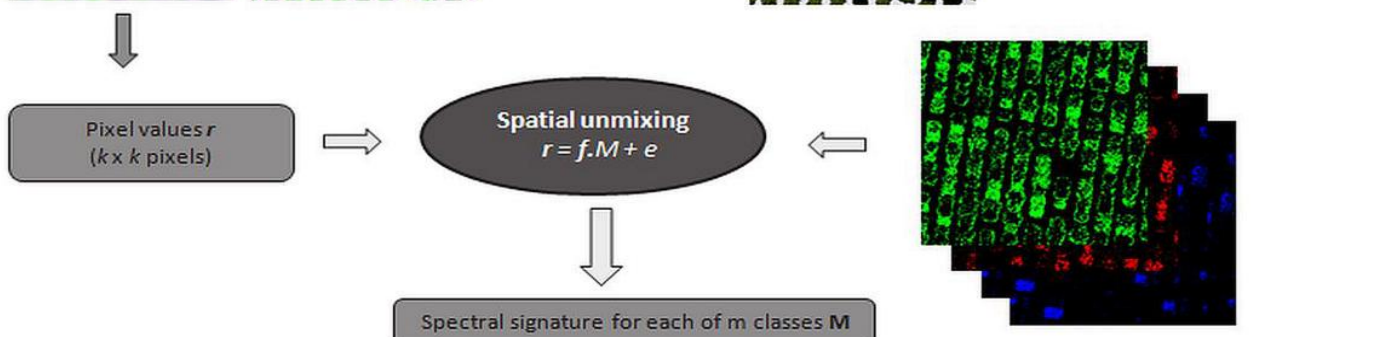 Pixel values r
(k x k pixels)
Spatial unmixing
r = f.M + e
Spectral signature for each of m classes M